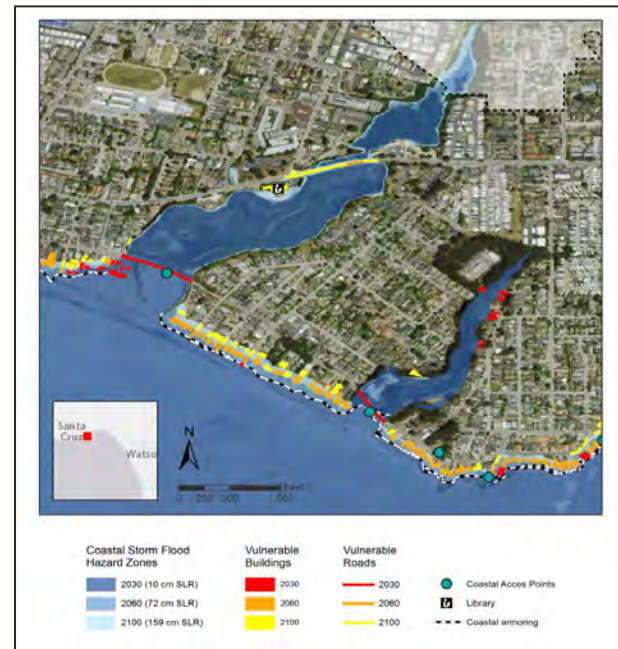 Santa
Cruz
Watso
N
0 250 500 1,000
Feet
Coastal Storm Flood
Hazard Zones
2030 (10 cm SLR)
2060 (72 cm SLR)
2100 (159 cm SLR)
Vulnerable
Buildings
2030
2060
2100
Vulnerable
Roads
2030
2060
2100
Coastal Acces Points
Library
Coastal armoring